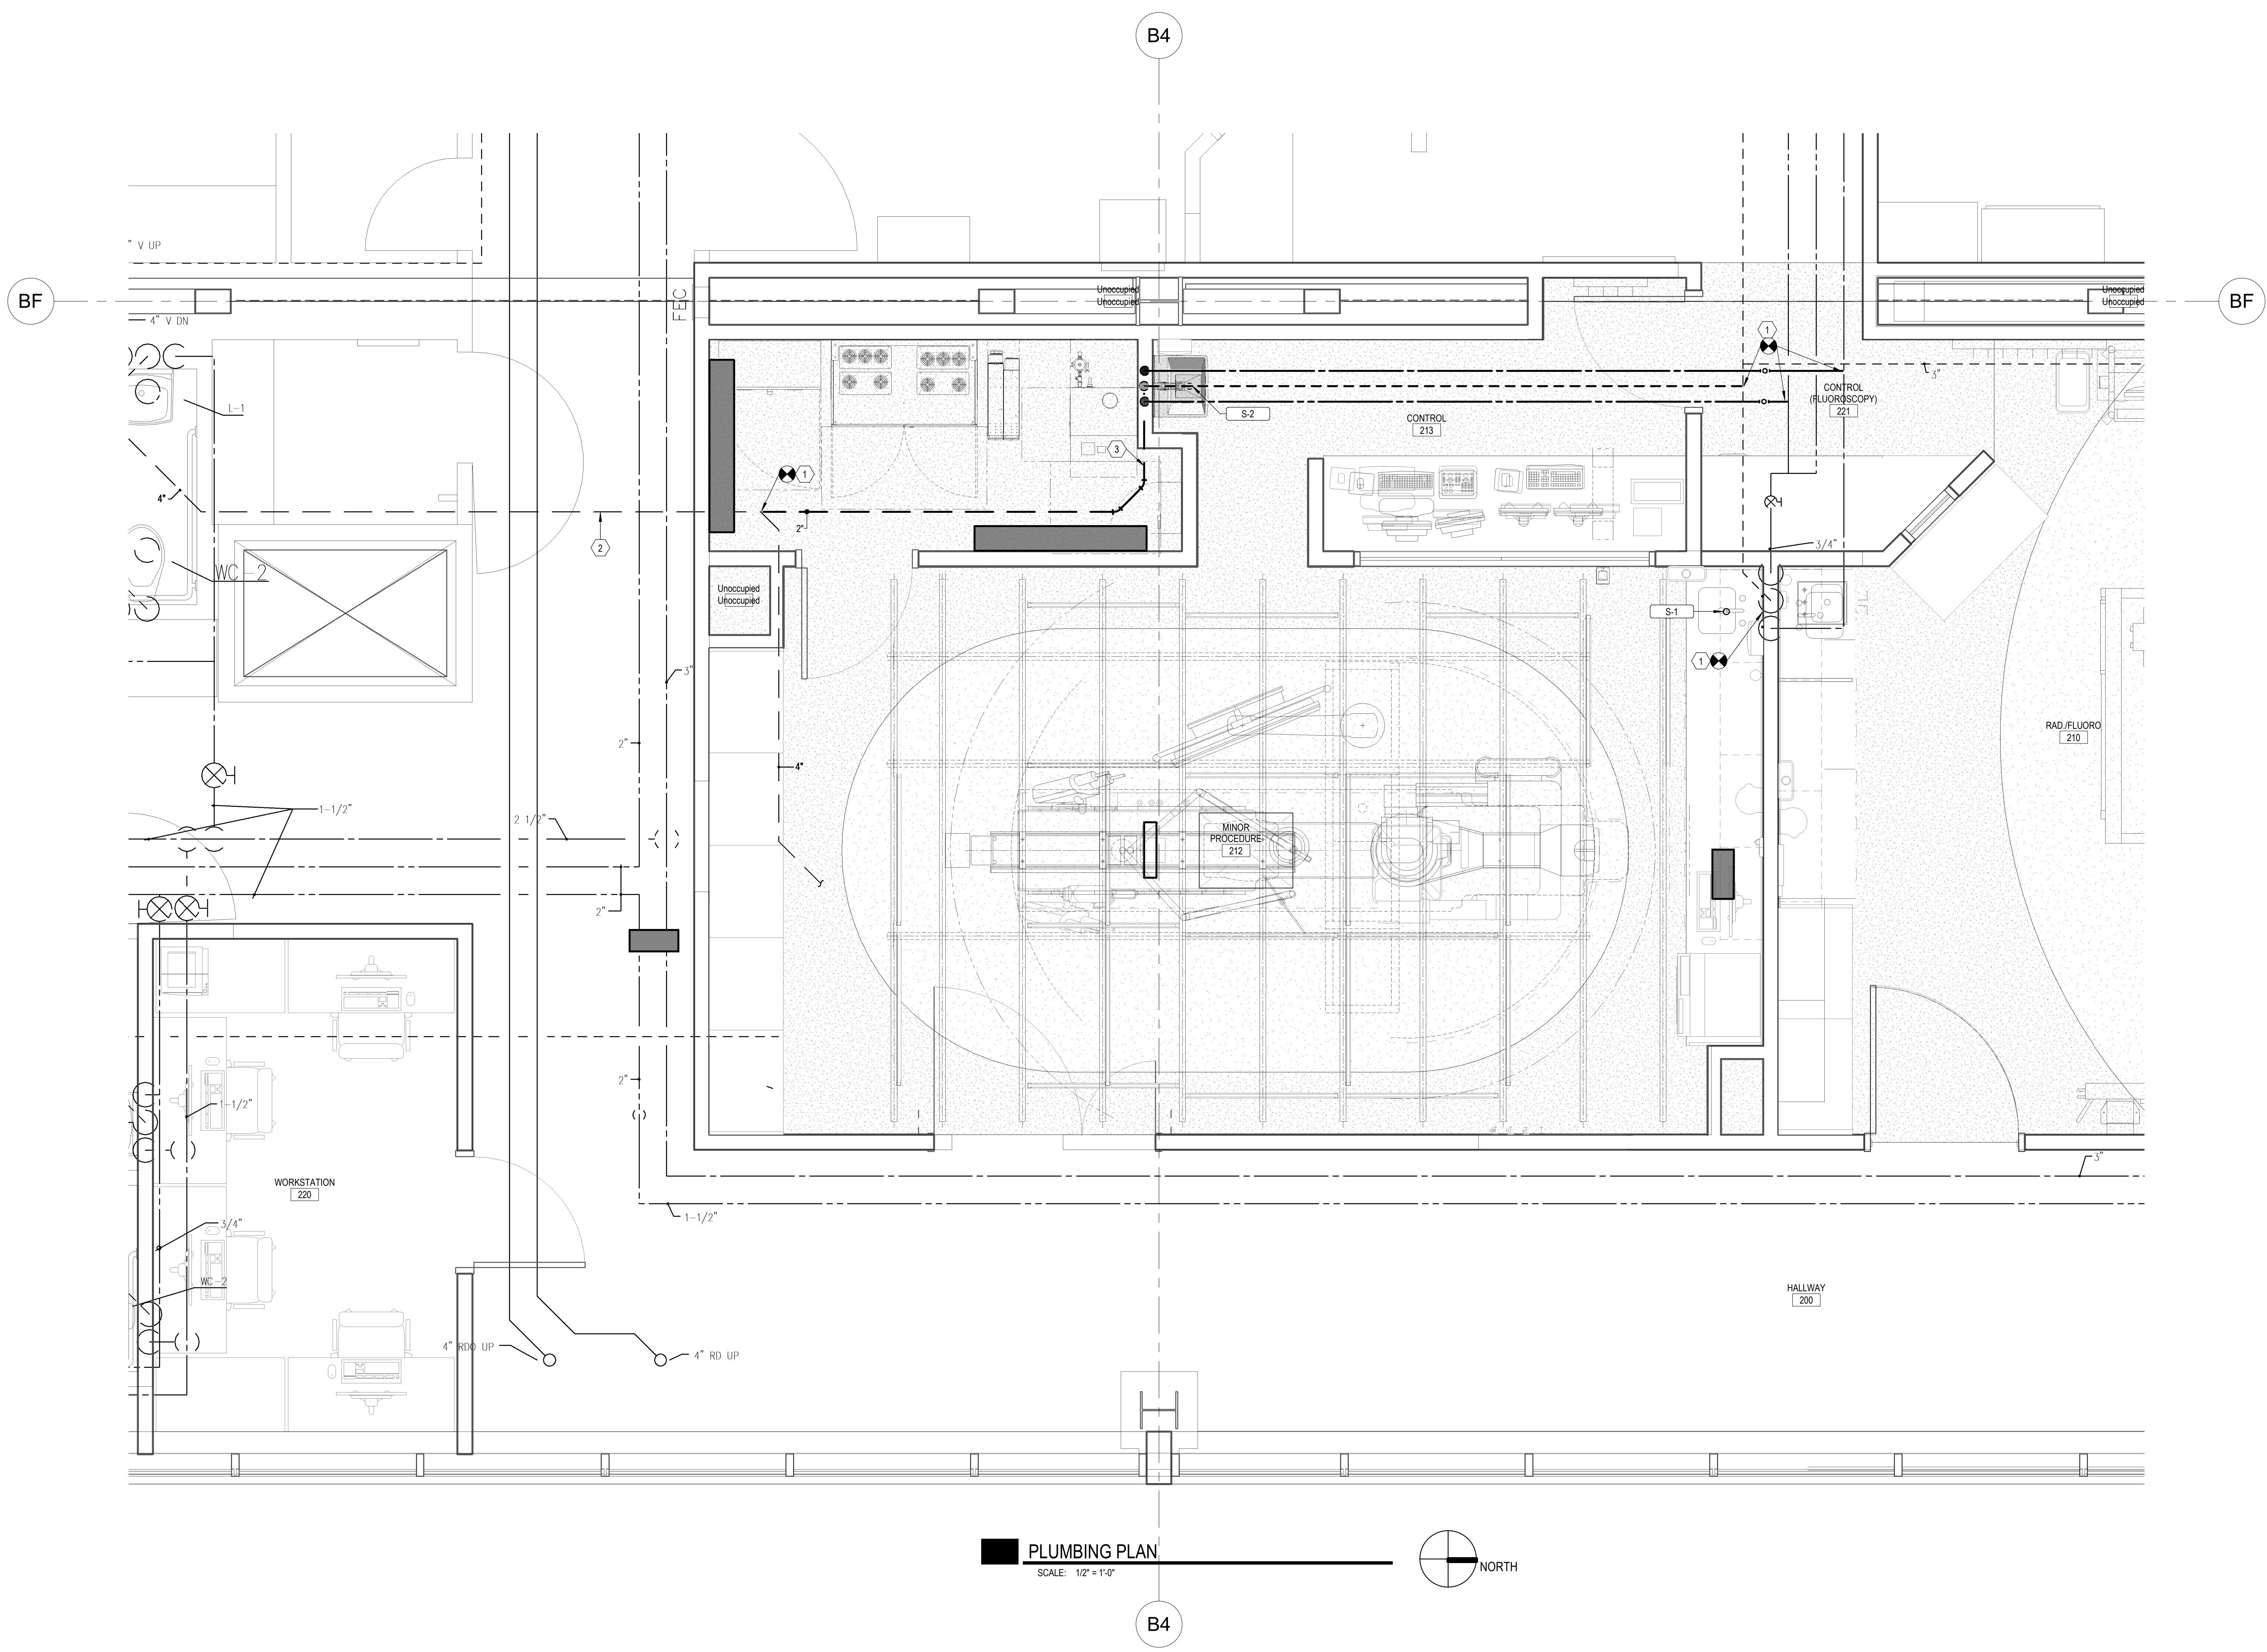 B4
" V UP
BF
FEC
Unoccupied
Unoccupied
Unoccupied
Unoccupied
BF
4" V DN
1
3"
CONTROL
(FLUOROSCOPY)
221
L-1
S-2
CONTROL
213
3
1
4"
2"
2
3/4"
WC-2
Unoccupied
Unoccupied
S-1
1
3"
RAD./FLUORO
210
2"
4"
1-1/2"
2 1/2"
MINOR
PROCEDURE
212
2"
2"
1-1/2"
3"
WORKSTATION
220
1-1/2"
3/4"
WC-2
HALLWAY
200
4" RDO UP
4" RD UP
PLUMBING PLAN
SCALE: 1/2" = 1'-0"
NORTH
B4